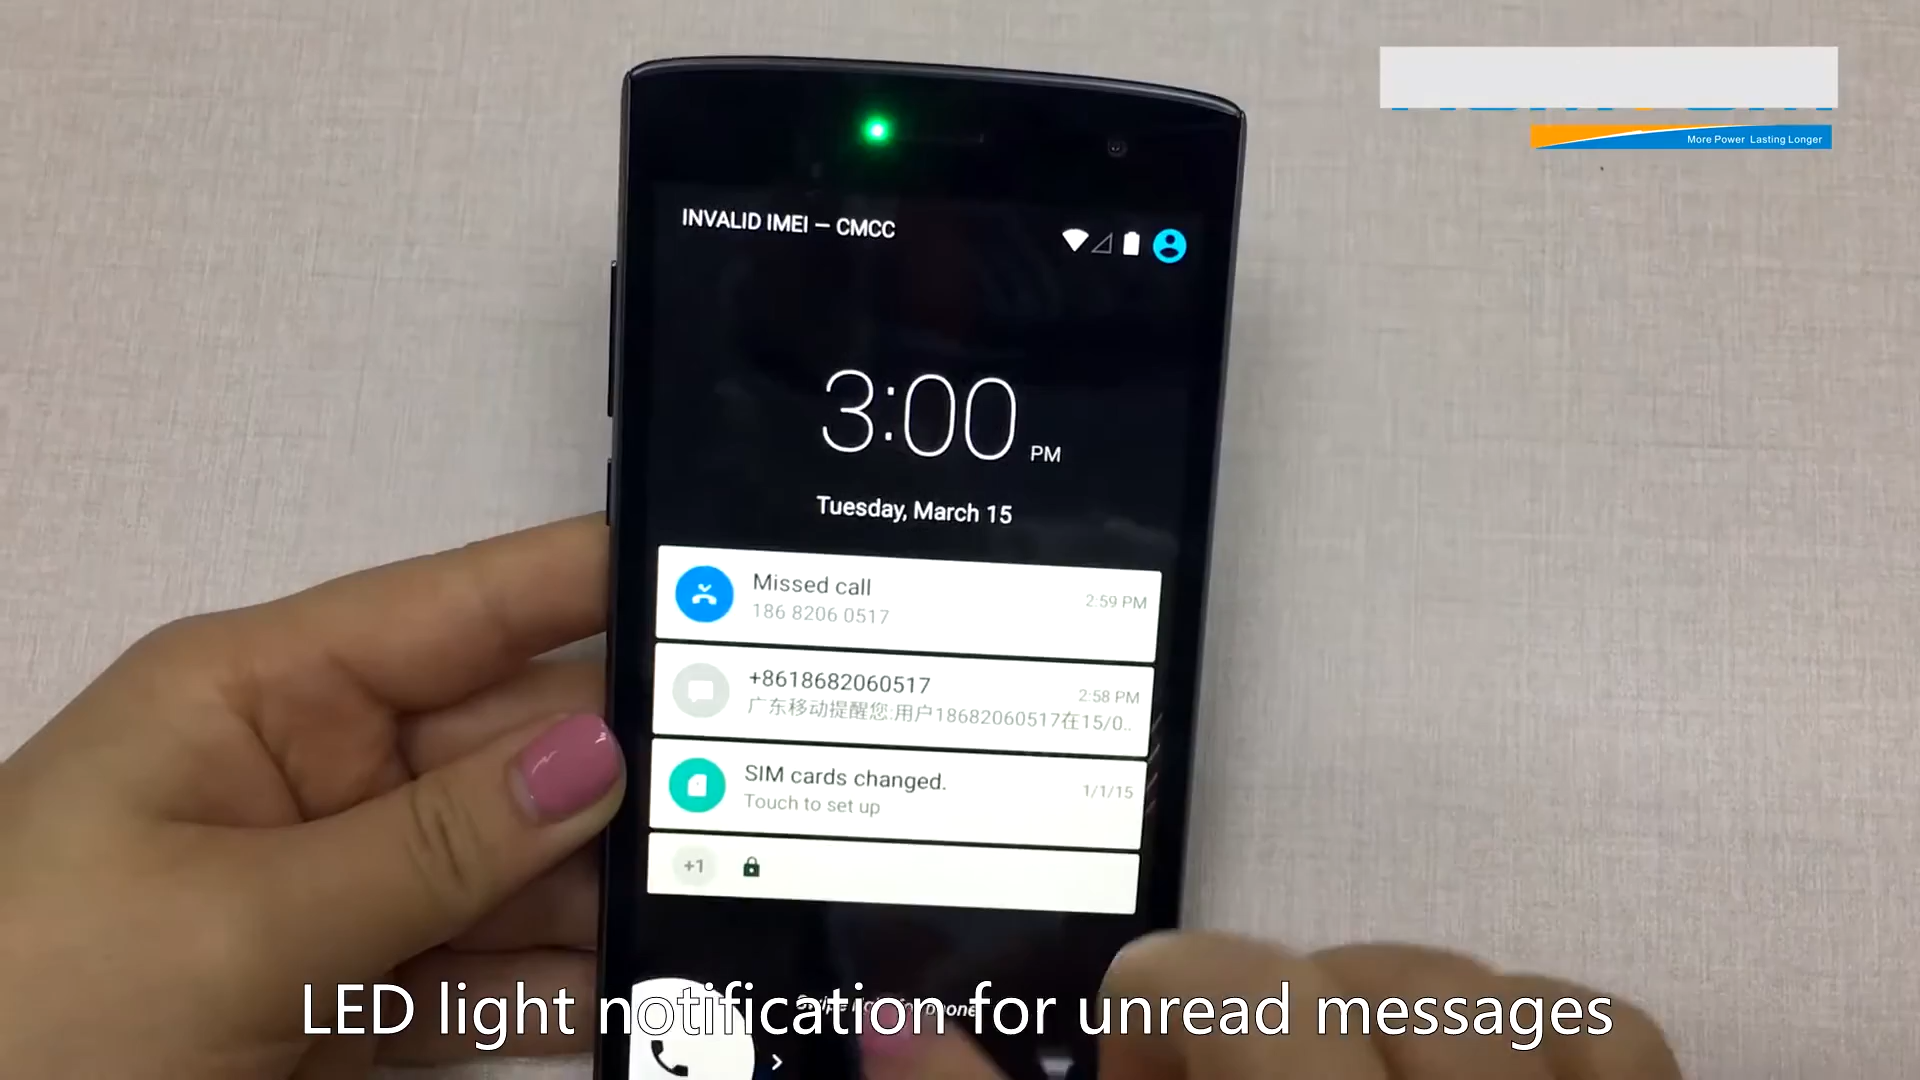 More Power Lasting Longer
INVALID IMEI — CMCC
3:00 PM
Tuesday, March 15
Missed call
2:59 PM
186 8206 0517
+8618682060517
2:58 PM
广东移动提醒您:用户18682060517在15/0..
SIM cards changed.
1/1/15
Touch to set up
+1
LED light notification for unread messages